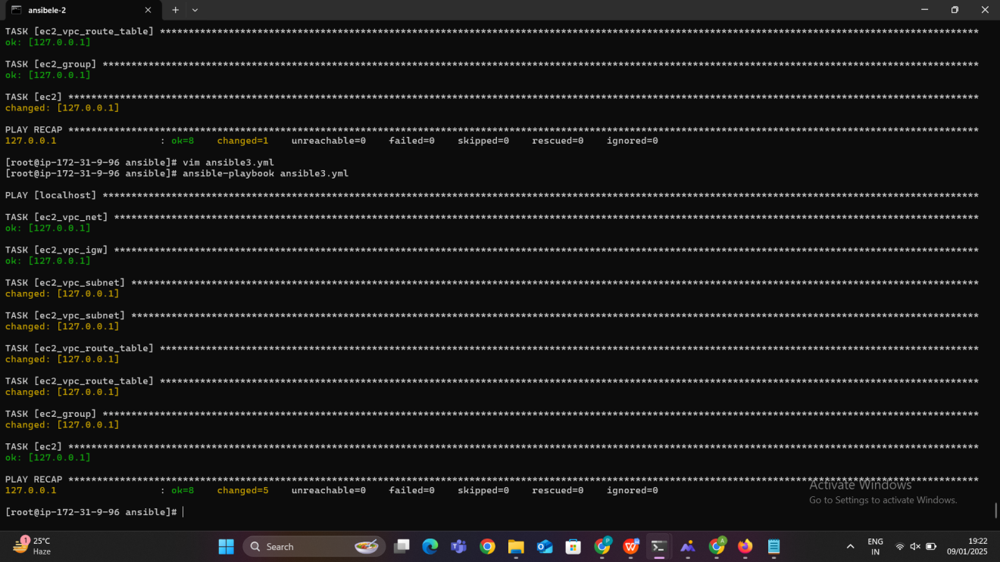 ansibele-2
TASK [ec2_vpc_route_table] ************************************************************************************************************************************************
ok: [127.0.0.1]
TASK [ec2_group] **********************************************************************************************************************************************************
ok: [127.0.0.1]
TASK [ec2] ****************************************************************************************************************************************************************
changed: [127.0.0.1]
PLAY RECAP ****************************************************************************************************************************************************************
127.0.0.1 : ok=8 changed=1 unreachable=0 failed=0 skipped=0 rescued=0 ignored=0
[root@ip-172-31-9-96 ansible]# vim ansible3.yml
[root@ip-172-31-9-96 ansible]# ansible-playbook ansible3.yml
PLAY [localhost] **********************************************************************************************************************************************************
TASK [ec2_vpc_net] ********************************************************************************************************************************************************
ok: [127.0.0.1]
TASK [ec2_vpc_igw] ********************************************************************************************************************************************************
ok: [127.0.0.1]
TASK [ec2_vpc_subnet] *****************************************************************************************************************************************************
changed: [127.0.0.1]
TASK [ec2_vpc_subnet] *****************************************************************************************************************************************************
changed: [127.0.0.1]
TASK [ec2_vpc_route_table] ************************************************************************************************************************************************
changed: [127.0.0.1]
TASK [ec2_vpc_route_table] ************************************************************************************************************************************************
changed: [127.0.0.1]
TASK [ec2_group] **********************************************************************************************************************************************************
changed: [127.0.0.1]
TASK [ec2] ****************************************************************************************************************************************************************
ok: [127.0.0.1]
PLAY RECAP ****************************************************************************************************************************************************************
127.0.0.1 : ok=8 changed=5 unreachable=0 failed=0 skipped=0 rescued=0 ignored=0
[root@ip-172-31-9-96 ansible]#
Activate Windows
Go to Settings to activate Windows.
1
25°C
Haze
Search
ENG
IN
19:22
09/01/2025